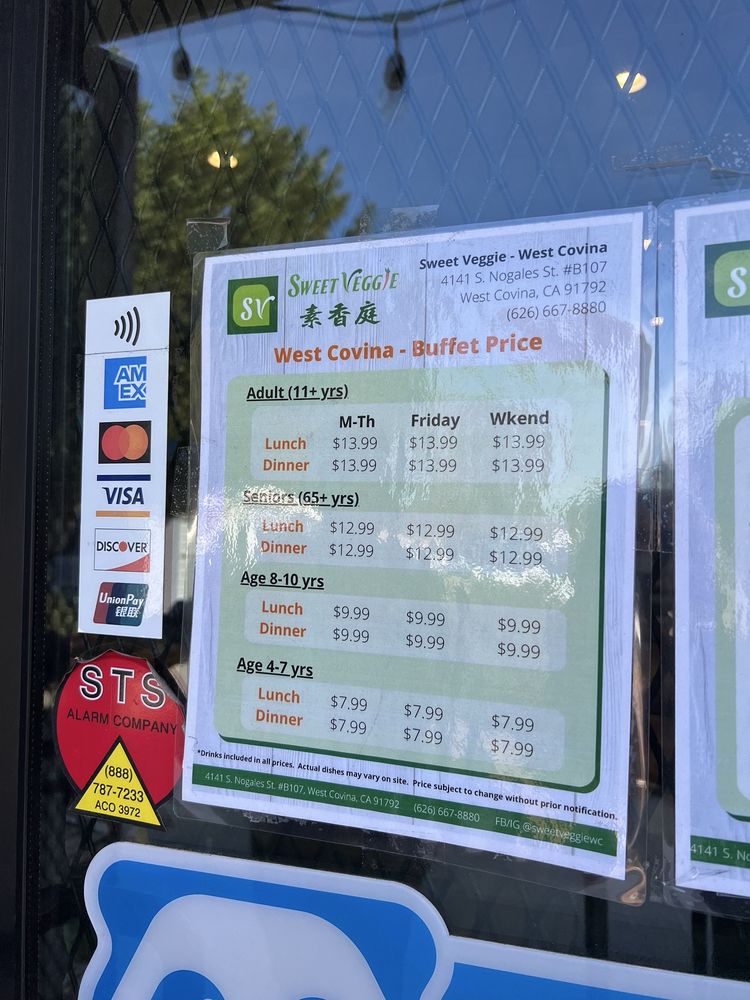 Sweet Veggie - West Covina
4141 S. Nogales St. #B107
West Covina, CA 91792
(626) 667-8880
SV
SWEET VEGGIE
素香庭
West Covina - Buffet Price
Adult (11+ yrs)
M-Th Friday Wkend
Lunch $13.99 $13.99 $13.99
Dinner $13.99 $13.99 $13.99
Seniors (65+ yrs)
Lunch $12.99 $12.99 $12.99
Dinner $12.99 $12.99 $12.99
Age 8-10 yrs
Lunch $9.99 $9.99 $9.99
Dinner $9.99 $9.99 $9.99
Age 4-7 yrs
Lunch $7.99 $7.99 $7.99
Dinner $7.99 $7.99 $7.99
*Drinks included in all prices. Actual dishes may vary on site. Price subject to change without prior notification.
4141 S. Nogales St. #B107, West Covina, CA 91792 (626) 667-8880 FB/IG @sweetveggiewc
AM
EX
VISA
DISCOVER
UnionPay
银联
STS
ALARM COMPANY
(888)
787-7233
ACO 3972
S
4141 S. No